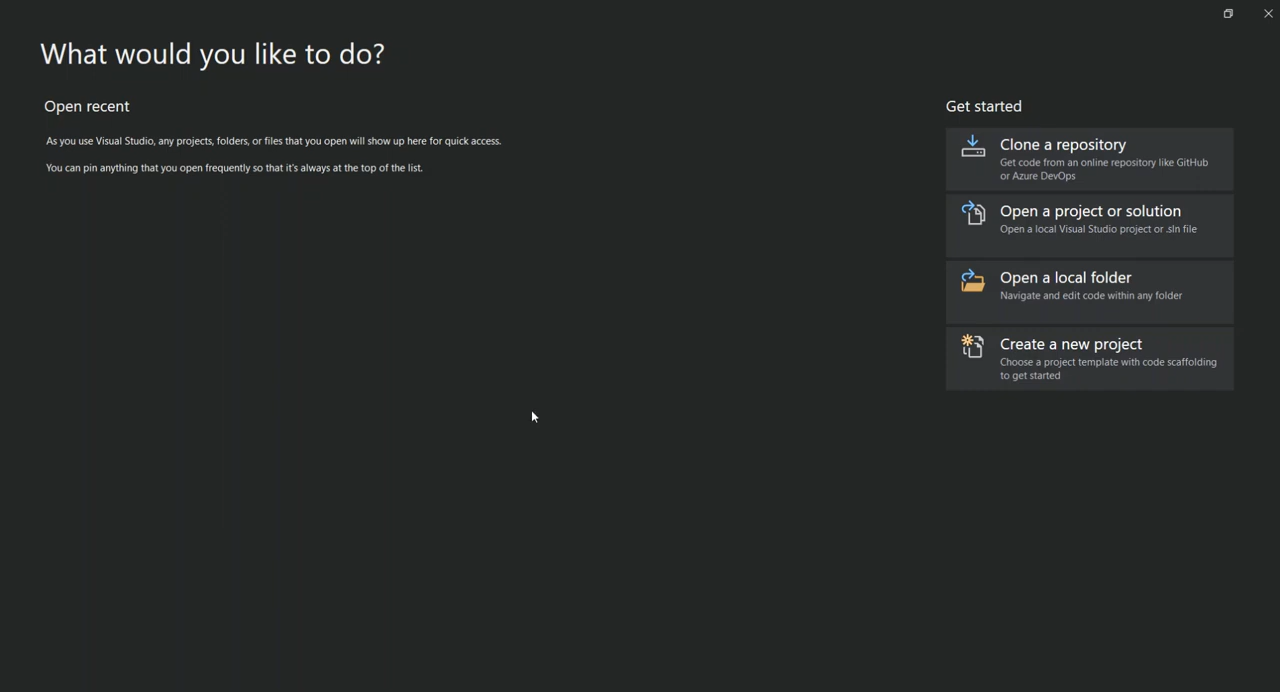 What would you like to do?
Open recent
As you use Visual Studio, any projects, folders, or files that you open will show up here for quick access.
You can pin anything that you open frequently so that it's always at the top of the list.
Get started
Clone a repository
Get code from an online repository like GitHub
or Azure DevOps
Open a project or solution
Open a local Visual Studio project or .sln file
Open a local folder
Navigate and edit code within any folder
Create a new project
Choose a project template with code scaffolding
to get started